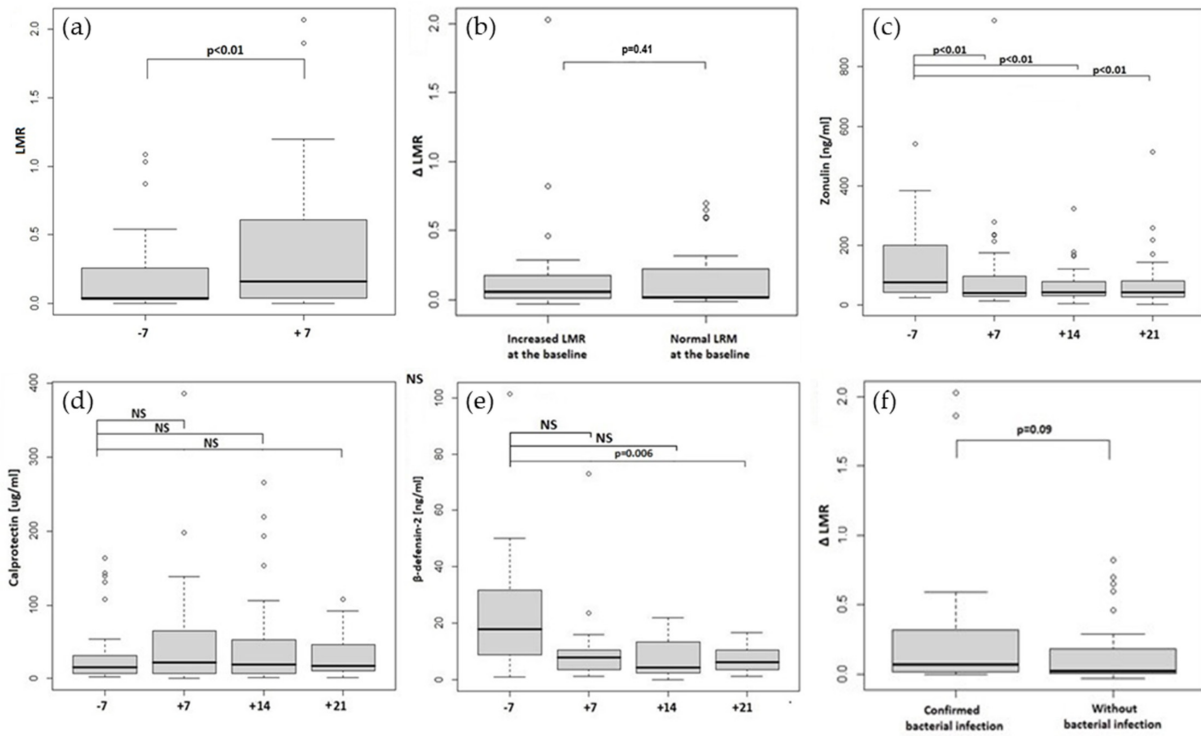 (a)
p<0.01
LMR
2.0
1.5
1.0
0.5
0.0
-7
+ 7
(b)
p=0.41
Δ LMR
2.0
1.5
1.0
0.5
0.0
Increased LMR
at the baseline
Normal LRM
at the baseline
(c)
p<0.01
p<0.01
p<0.01
Zonulin [ng/ml]
800
600
400
200
0
-7
+7
+14
+21
(d)
NS
NS
NS
Calprotectin [ug/ml]
400
300
200
100
0
-7
+7
+14
+21
NS
(e)
NS
NS
p=0.006
β-defensin-2 [ng/ml]
100
80
60
40
20
0
-7
+7
+14
+21
(f)
p=0.09
Δ LMR
2.0
1.5
1.0
0.5
0.0
Confirmed
bacterial infection
Without
bacterial infection